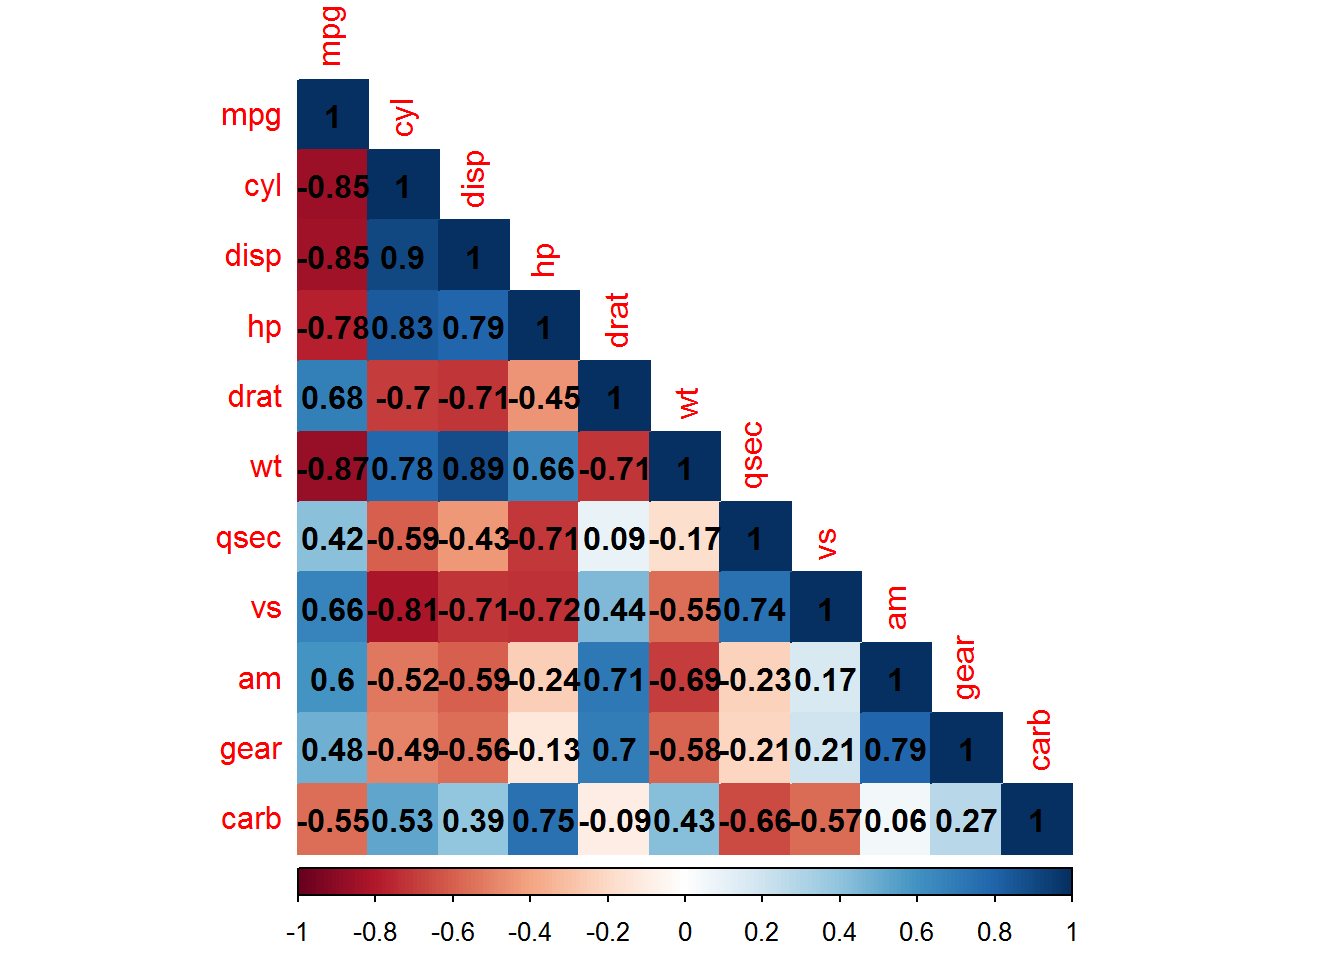 mpg
mpg 1 cyl
cyl -0.85 1 disp
disp -0.85 0.9 1 hp
hp -0.78 0.83 0.79 1 drat
drat 0.68 -0.7 -0.71 -0.45 1 wt
wt -0.87 0.78 0.89 0.66 -0.71 1 qsec
qsec 0.42 -0.59 -0.43 -0.71 0.09 -0.17 1 vs
vs 0.66 -0.81 -0.71 -0.72 0.44 -0.55 0.74 1 am
am 0.6 -0.52 -0.59 -0.24 0.71 -0.69 -0.23 0.17 1 gear
gear 0.48 -0.49 -0.56 -0.13 0.7 -0.58 -0.21 0.21 0.79 1 carb
carb -0.55 0.53 0.39 0.75 -0.09 0.43 -0.66 -0.57 0.06 0.27 1
-1 -0.8 -0.6 -0.4 -0.2 0 0.2 0.4 0.6 0.8 1